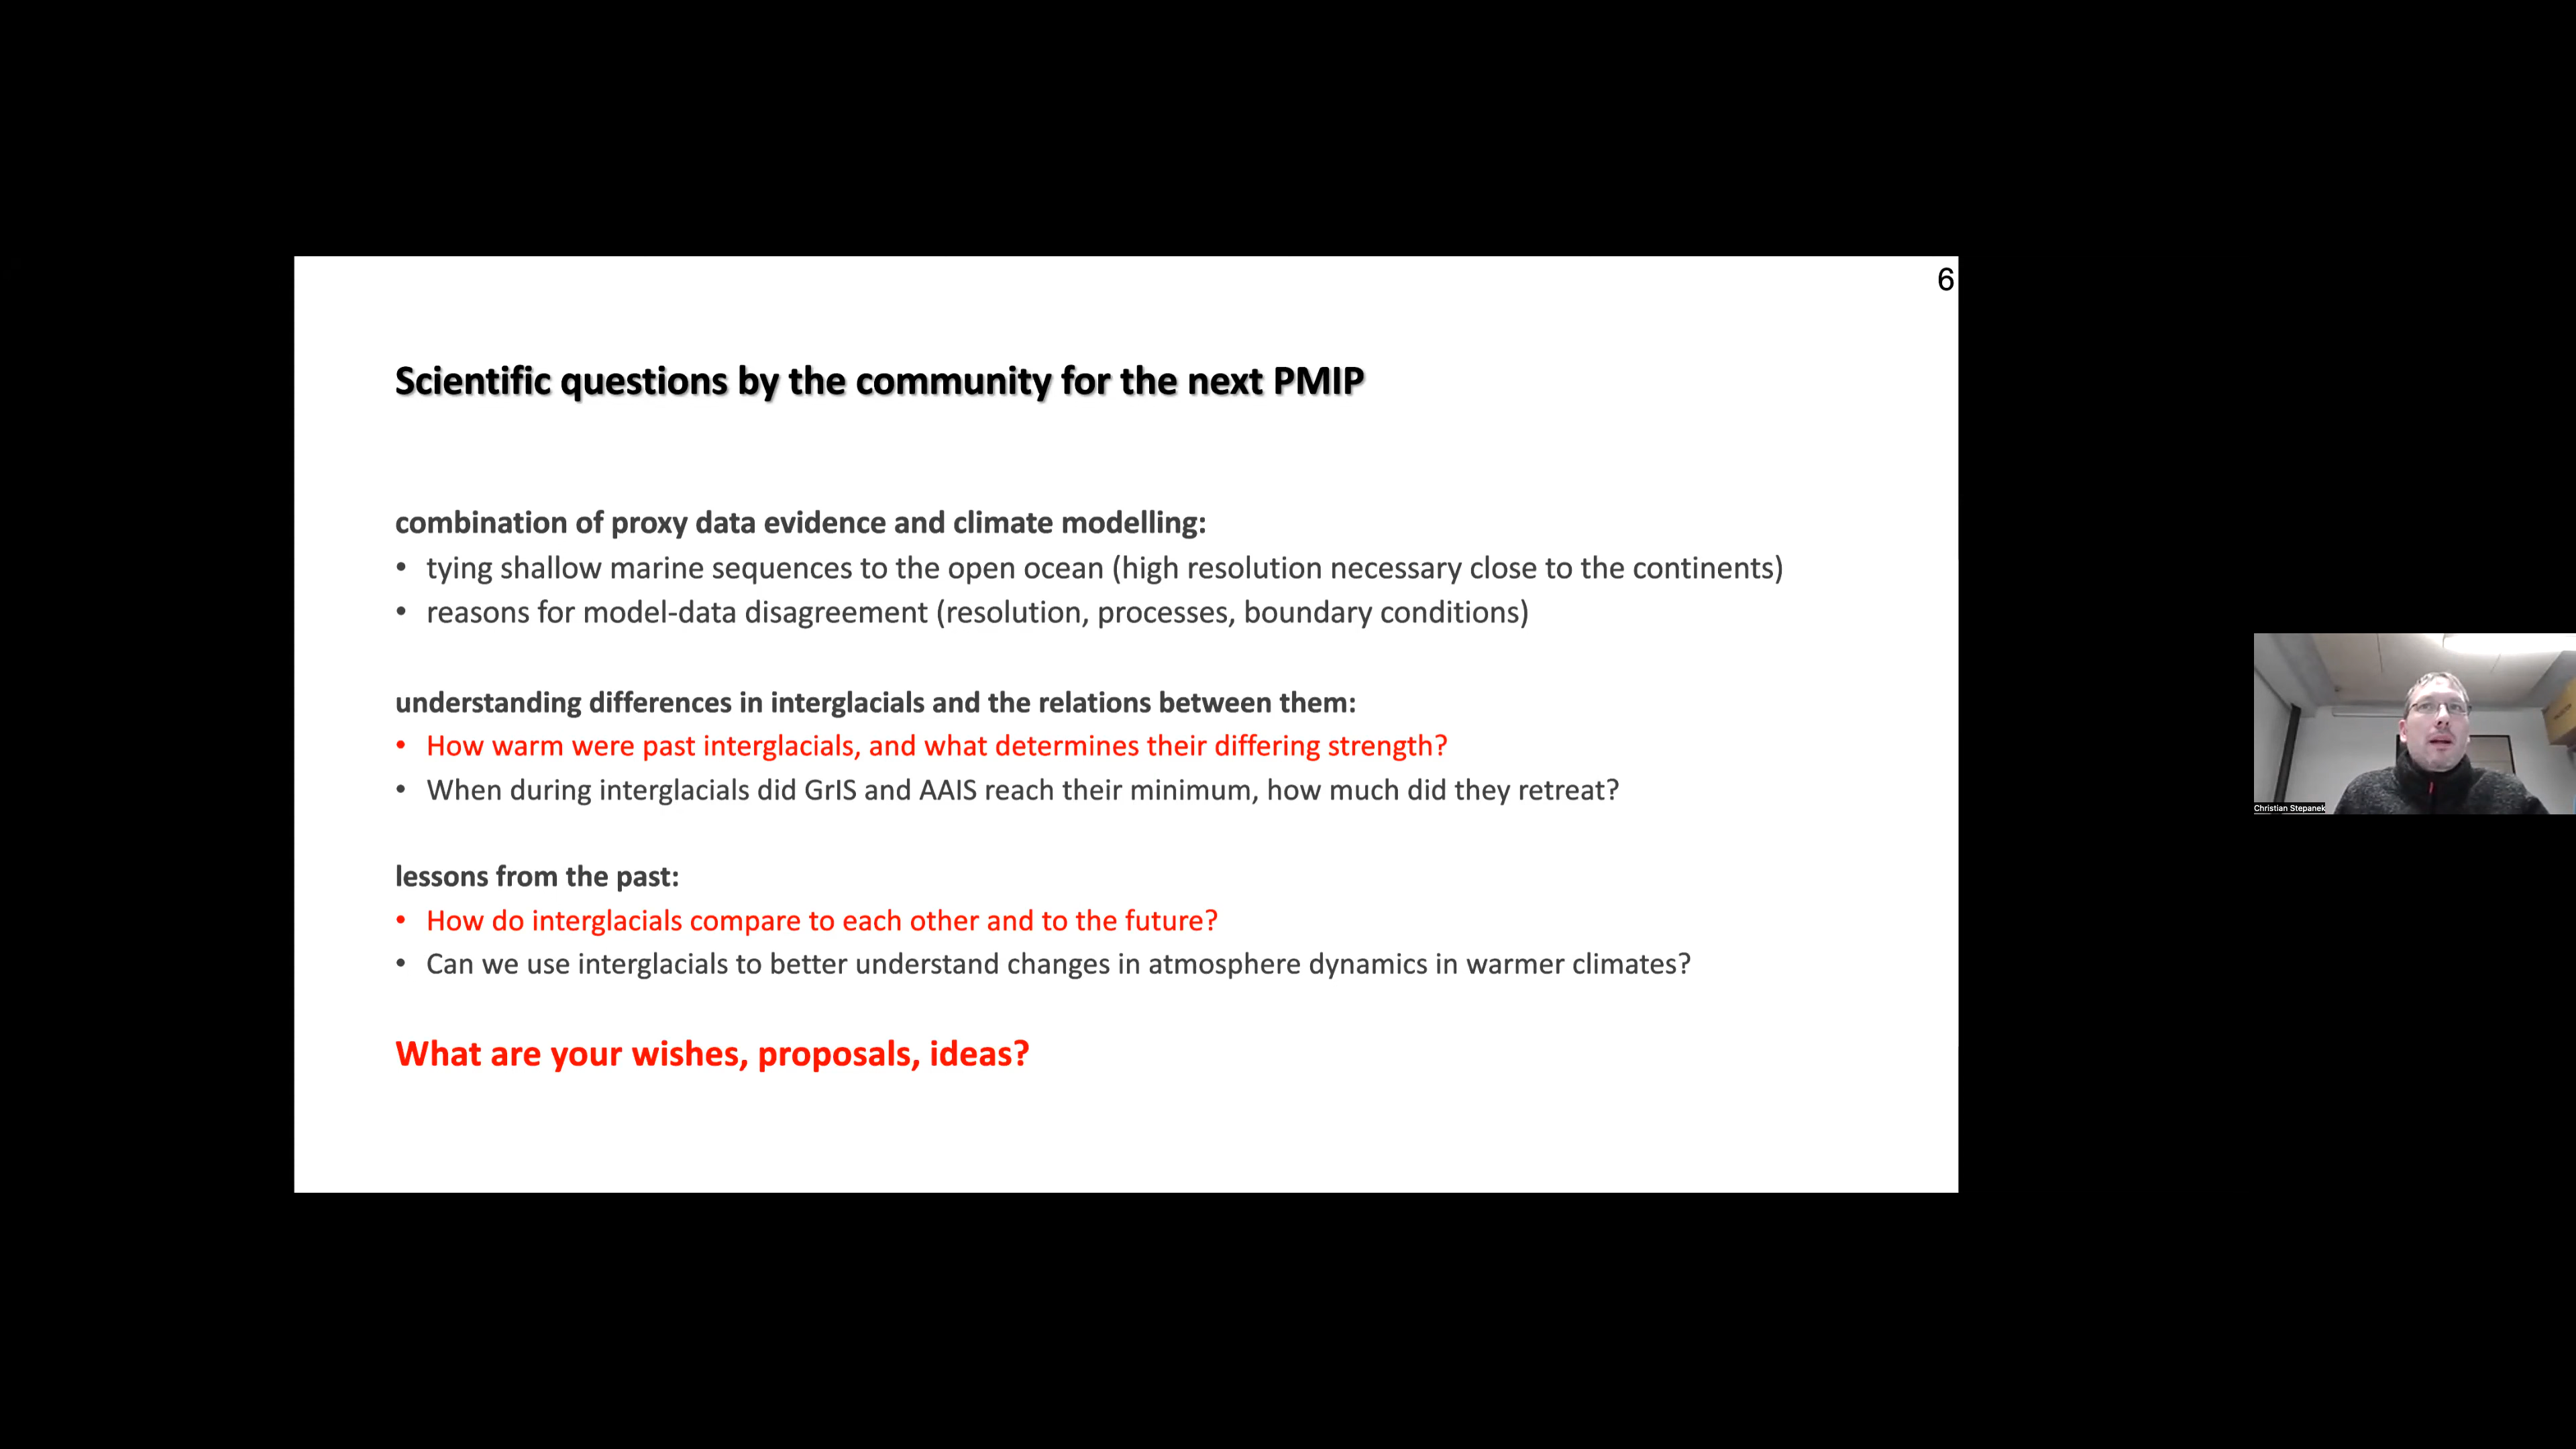 6
Scientific questions by the community for the next PMIP
combination of proxy data evidence and climate modelling:
• tying shallow marine sequences to the open ocean (high resolution necessary close to the continents)
• reasons for model-data disagreement (resolution, processes, boundary conditions)
understanding differences in interglacials and the relations between them:
• How warm were past interglacials, and what determines their differing strength?
• When during interglacials did GrIS and AAIS reach their minimum, how much did they retreat?
lessons from the past:
• How do interglacials compare to each other and to the future?
• Can we use interglacials to better understand changes in atmosphere dynamics in warmer climates?
What are your wishes, proposals, ideas?
Christian Stepanek